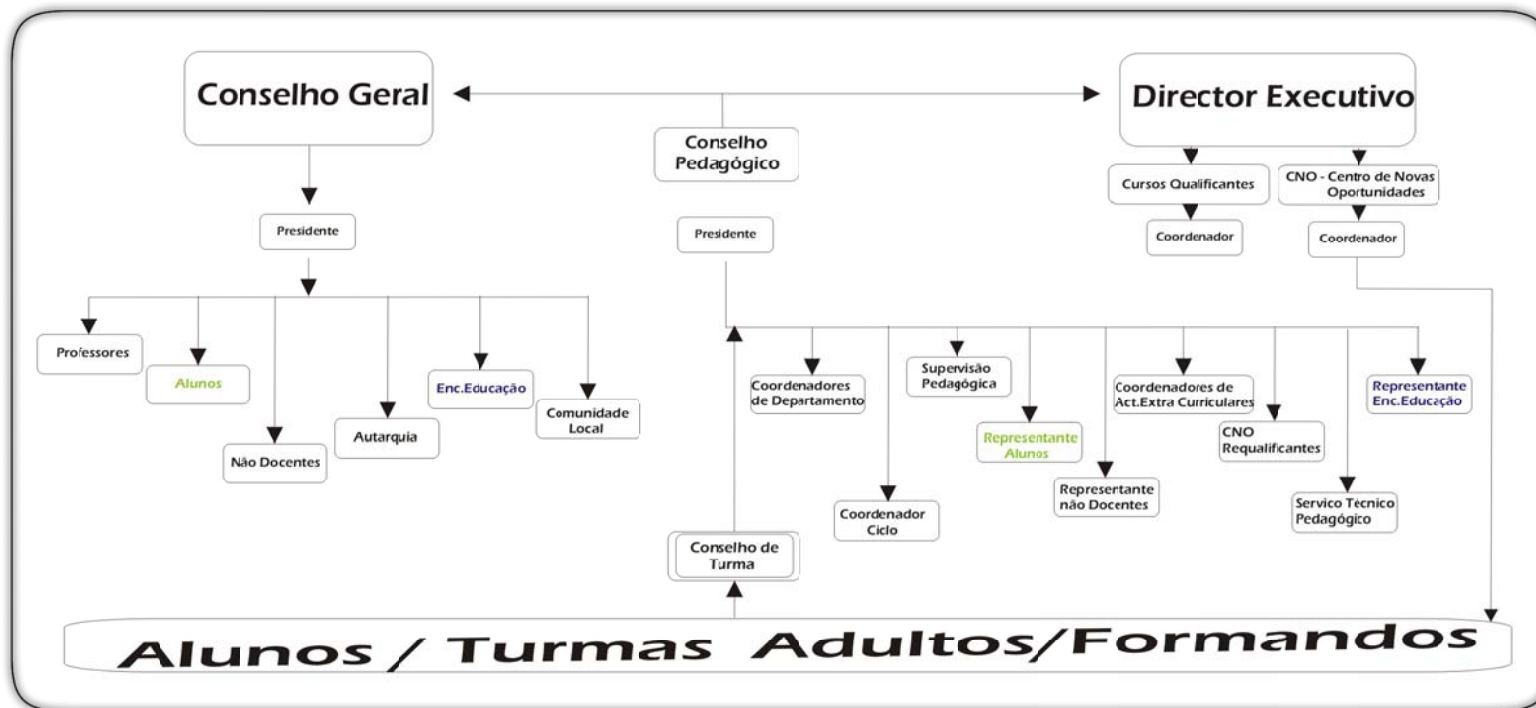 Conselho Geral
Director Executivo
Conselho
Pedagógico
Cursos Qualificantes
CNO - Centro de Novas
Oportunidades
Presidente
Presidente
Coordenador
Coordenador
Professores
Alunos
Não Docentes
Autarquia
Enc.Educação
Comunidade
Local
Coordenadores
de Departamento
Coordenador
Ciclo
Supervisão
Pedagógica
Representante
Alunos
Representante
não Docentes
Coordenadores de
Act.Extra Curriculares
CNO
Requalificantes
Servico Técnico
Pedagógico
Representante
Enc.Educação
Conselho de
Turma
Alunos / Turmas Adultos/Formandos